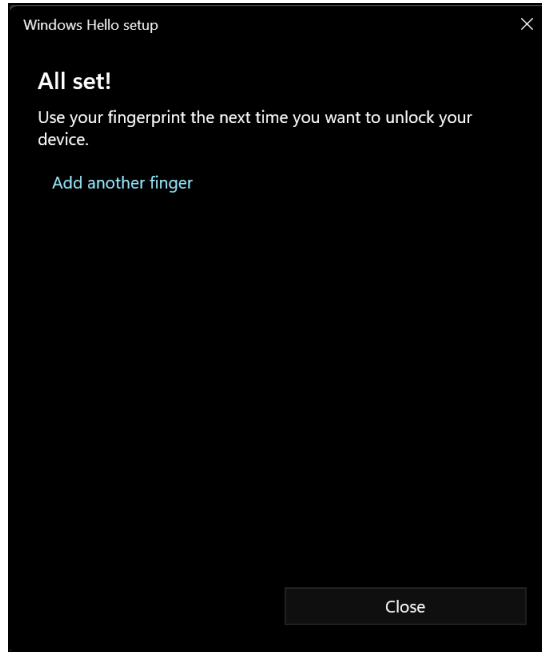 Windows Hello setup
All set!
Use your fingerprint the next time you want to unlock your
device.
Add another finger
Close